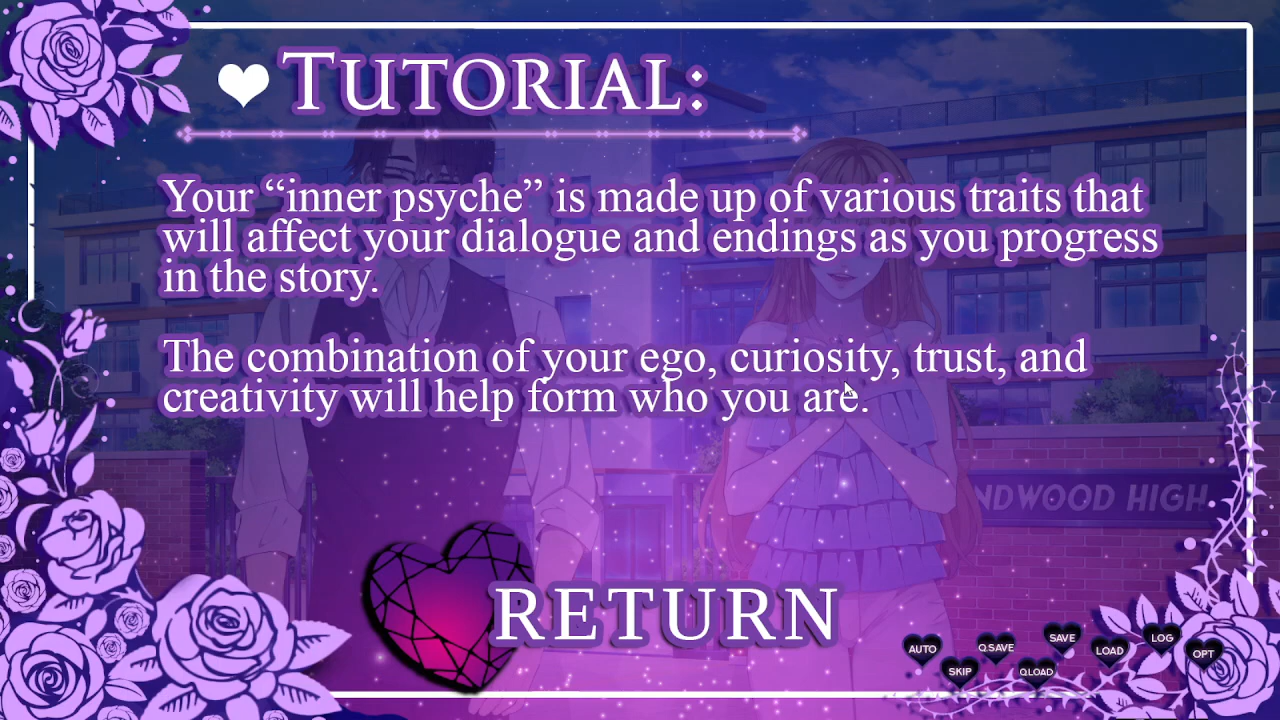 TUTORIAL:
Your “inner psyche” is made up of various traits that
will affect your dialogue and endings as you progress
in the story.
The combination of your ego, curiosity, trust, and
creativity will help form who you are.
NDWOOD HIGH
RETURN
AUTO
SKIP
Q.SAVE
QLOAD
SAVE
LOAD
LOG
OPT